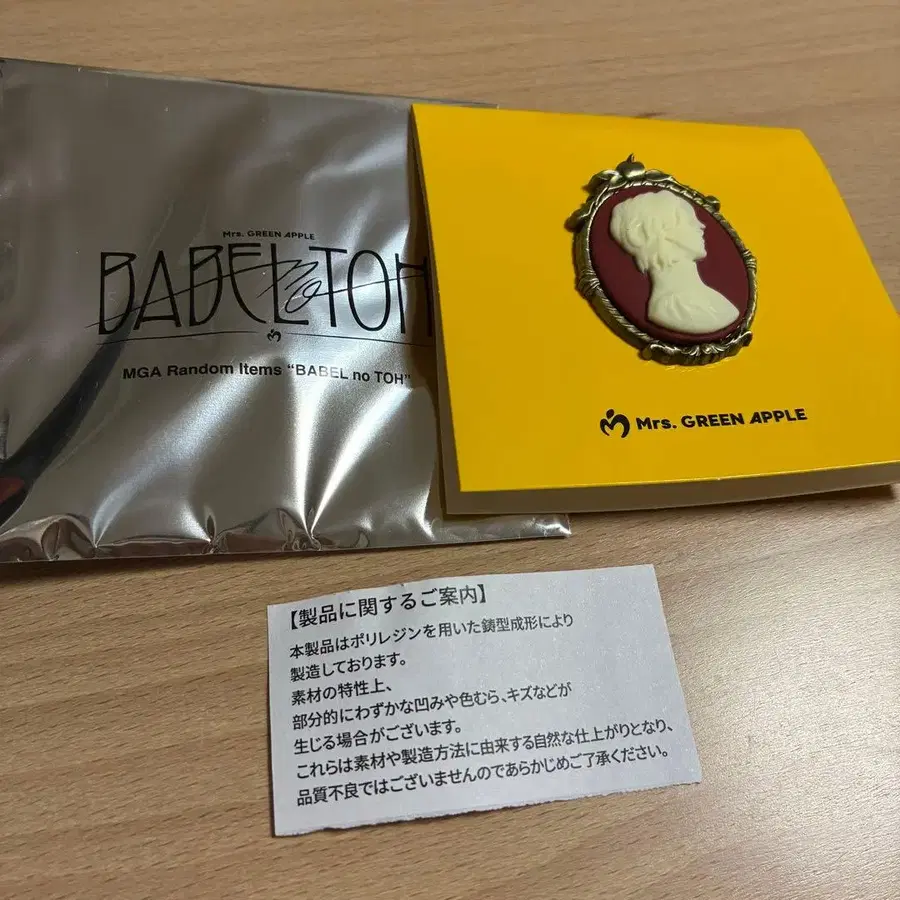 Mrs. GREEN APPLE
BABEL no TOH
MGA Random Items “BABEL no TOH”
Mrs. GREEN APPLE
【製品に関するご案内】
本製品はポリレジンを用いた鋳型成形により
製造しております。
素材の特性上、
部分的にわずかな凹みや色むら、キズなどが
生じる場合がございます。
これらは素材や製造方法に由来する自然な仕上がりとなり、
品質不良ではございませんのであらかじめご了承ください。